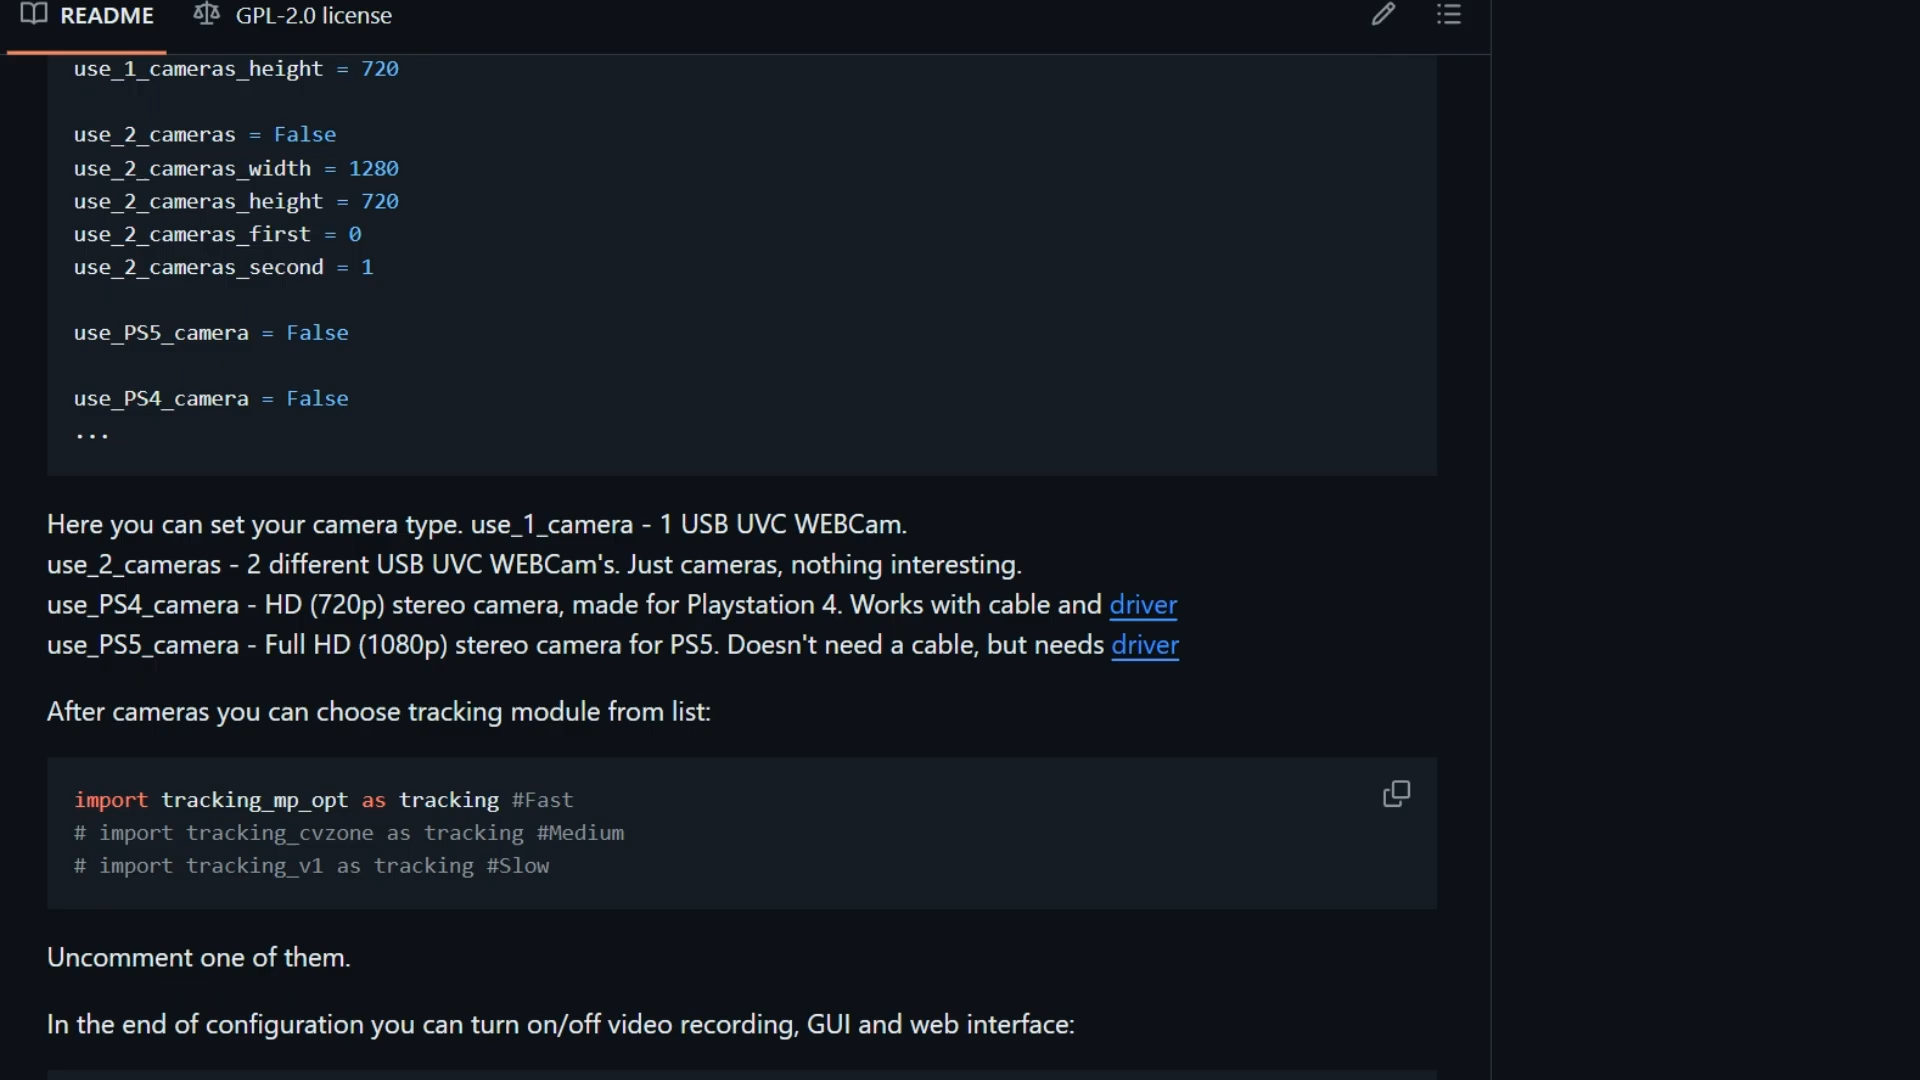 README GPL-2.0 license
use_1_cameras_height = 720
use_2_cameras = False
use_2_cameras_width = 1280
use_2_cameras_height = 720
use_2_cameras_first = 0
use_2_cameras_second = 1
use_PS5_camera = False
use_PS4_camera = False
...
Here you can set your camera type. use_1_camera - 1 USB UVC WEBCam.
use_2_cameras - 2 different USB UVC WEBCam's. Just cameras, nothing interesting.
use_PS4_camera - HD (720p) stereo camera, made for Playstation 4. Works with cable and driver
use_PS5_camera - Full HD (1080p) stereo camera for PS5. Doesn't need a cable, but needs driver
After cameras you can choose tracking module from list:
import tracking_mp_opt as tracking #Fast
# import tracking_cvzone as tracking #Medium
# import tracking_v1 as tracking #Slow
Uncomment one of them.
In the end of configuration you can turn on/off video recording, GUI and web interface: